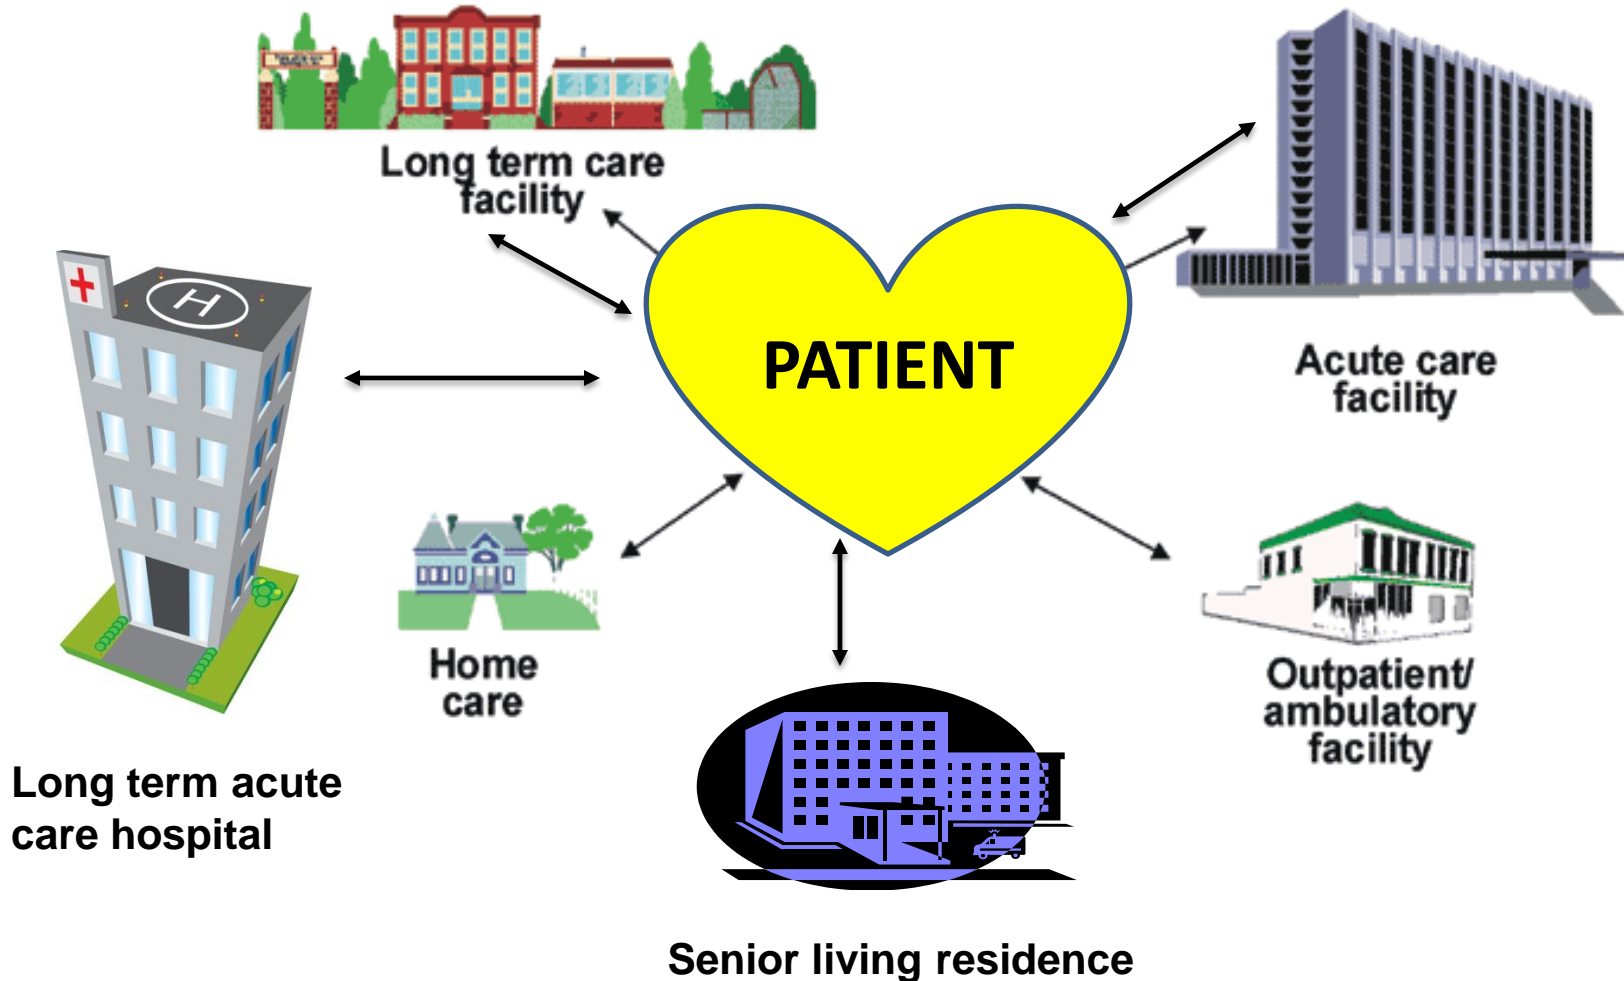 Long term care
facility
PATIENT
Acute care
facility
H
Home
care
Outpatient/
ambulatory
facility
Long term acute
care hospital
Senior living residence